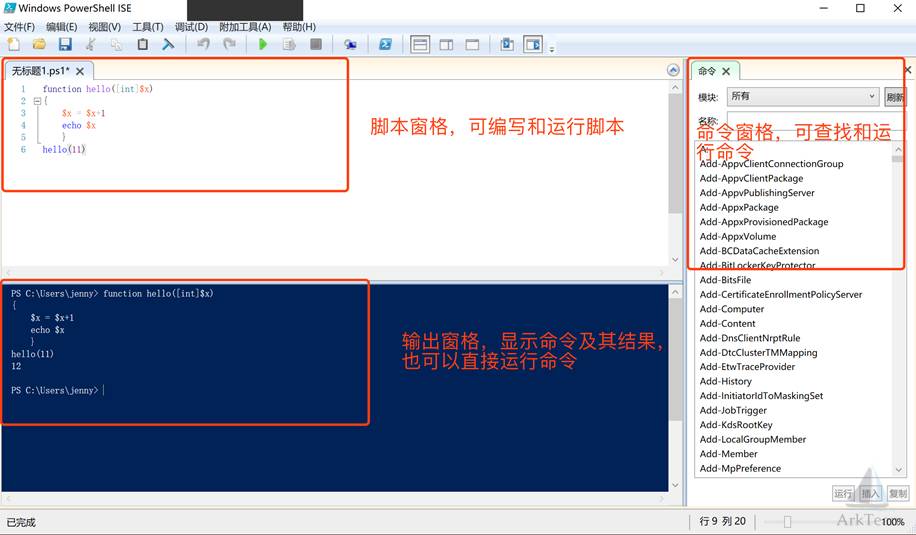 Windows PowerShell ISE
文件(F) 编辑(E) 视图(V) 工具(T) 调试(D) 附加工具(A) 帮助(H)
无标题1.ps1*
1 function hello([int]$x)
2 {
3 $x = $x+1
4 echo $x
5 }
6 hello(11)
脚本窗格，可编写和运行脚本
PS C:\Users\jenny> function hello([int]$x)
{
$x = $x+1
echo $x
}
hello(11)
12
PS C:\Users\jenny>
输出窗格，显示命令及其结果，
也可以直接运行命令
命令
模块: 所有 刷新
名称:
命令窗格，可查找和运
行命令
A:
Add-AppvClientConnectionGroup
Add-AppvClientPackage
Add-AppvPublishingServer
Add-AppxPackage
Add-AppxProvisionedPackage
Add-AppxVolume
Add-BCDataCacheExtension
Add-BitLockerKeyProtector
Add-BitsFile
Add-CertificateEnrollmentPolicyServer
Add-Computer
Add-Content
Add-DnsClientNrptRule
Add-DtcClusterTMMapping
Add-EtwTraceProvider
Add-History
Add-InitiatorIdToMaskingSet
Add-JobTrigger
Add-KdsRootKey
Add-LocalGroupMember
Add-Member
Add-MpPreference
运行 插入 复制
已完成
行 9 列 20
100%